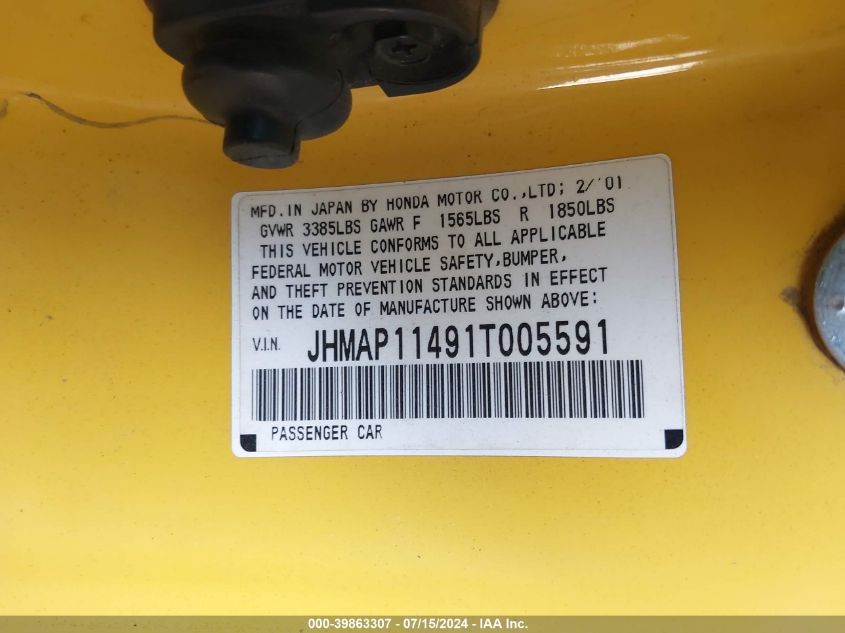 MFD.IN JAPAN BY HONDA MOTOR CO.,LTD; 2/'01
GVWR 3385LBS GAWR F 1565LBS R 1850LBS
THIS VEHICLE CONFORMS TO ALL APPLICABLE
FEDERAL MOTOR VEHICLE SAFETY,BUMPER,
AND THEFT PREVENTION STANDARDS IN EFFECT
ON THE DATE OF MANUFACTURE SHOWN ABOVE:
V.I.N. JHMAP11491T005591
PASSENGER CAR
000-39863307 - 07/15/2024 - IAA Inc.